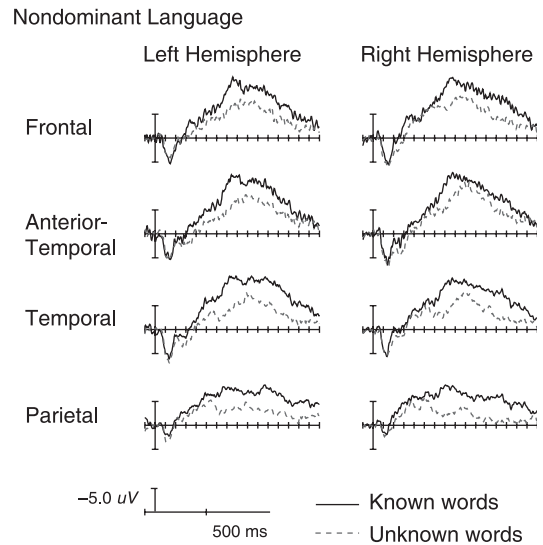 Nondominant Language
Left Hemisphere
Right Hemisphere
Frontal
Anterior-
Temporal
Temporal
Parietal
−5.0 uV
500 ms
Known words
Unknown words